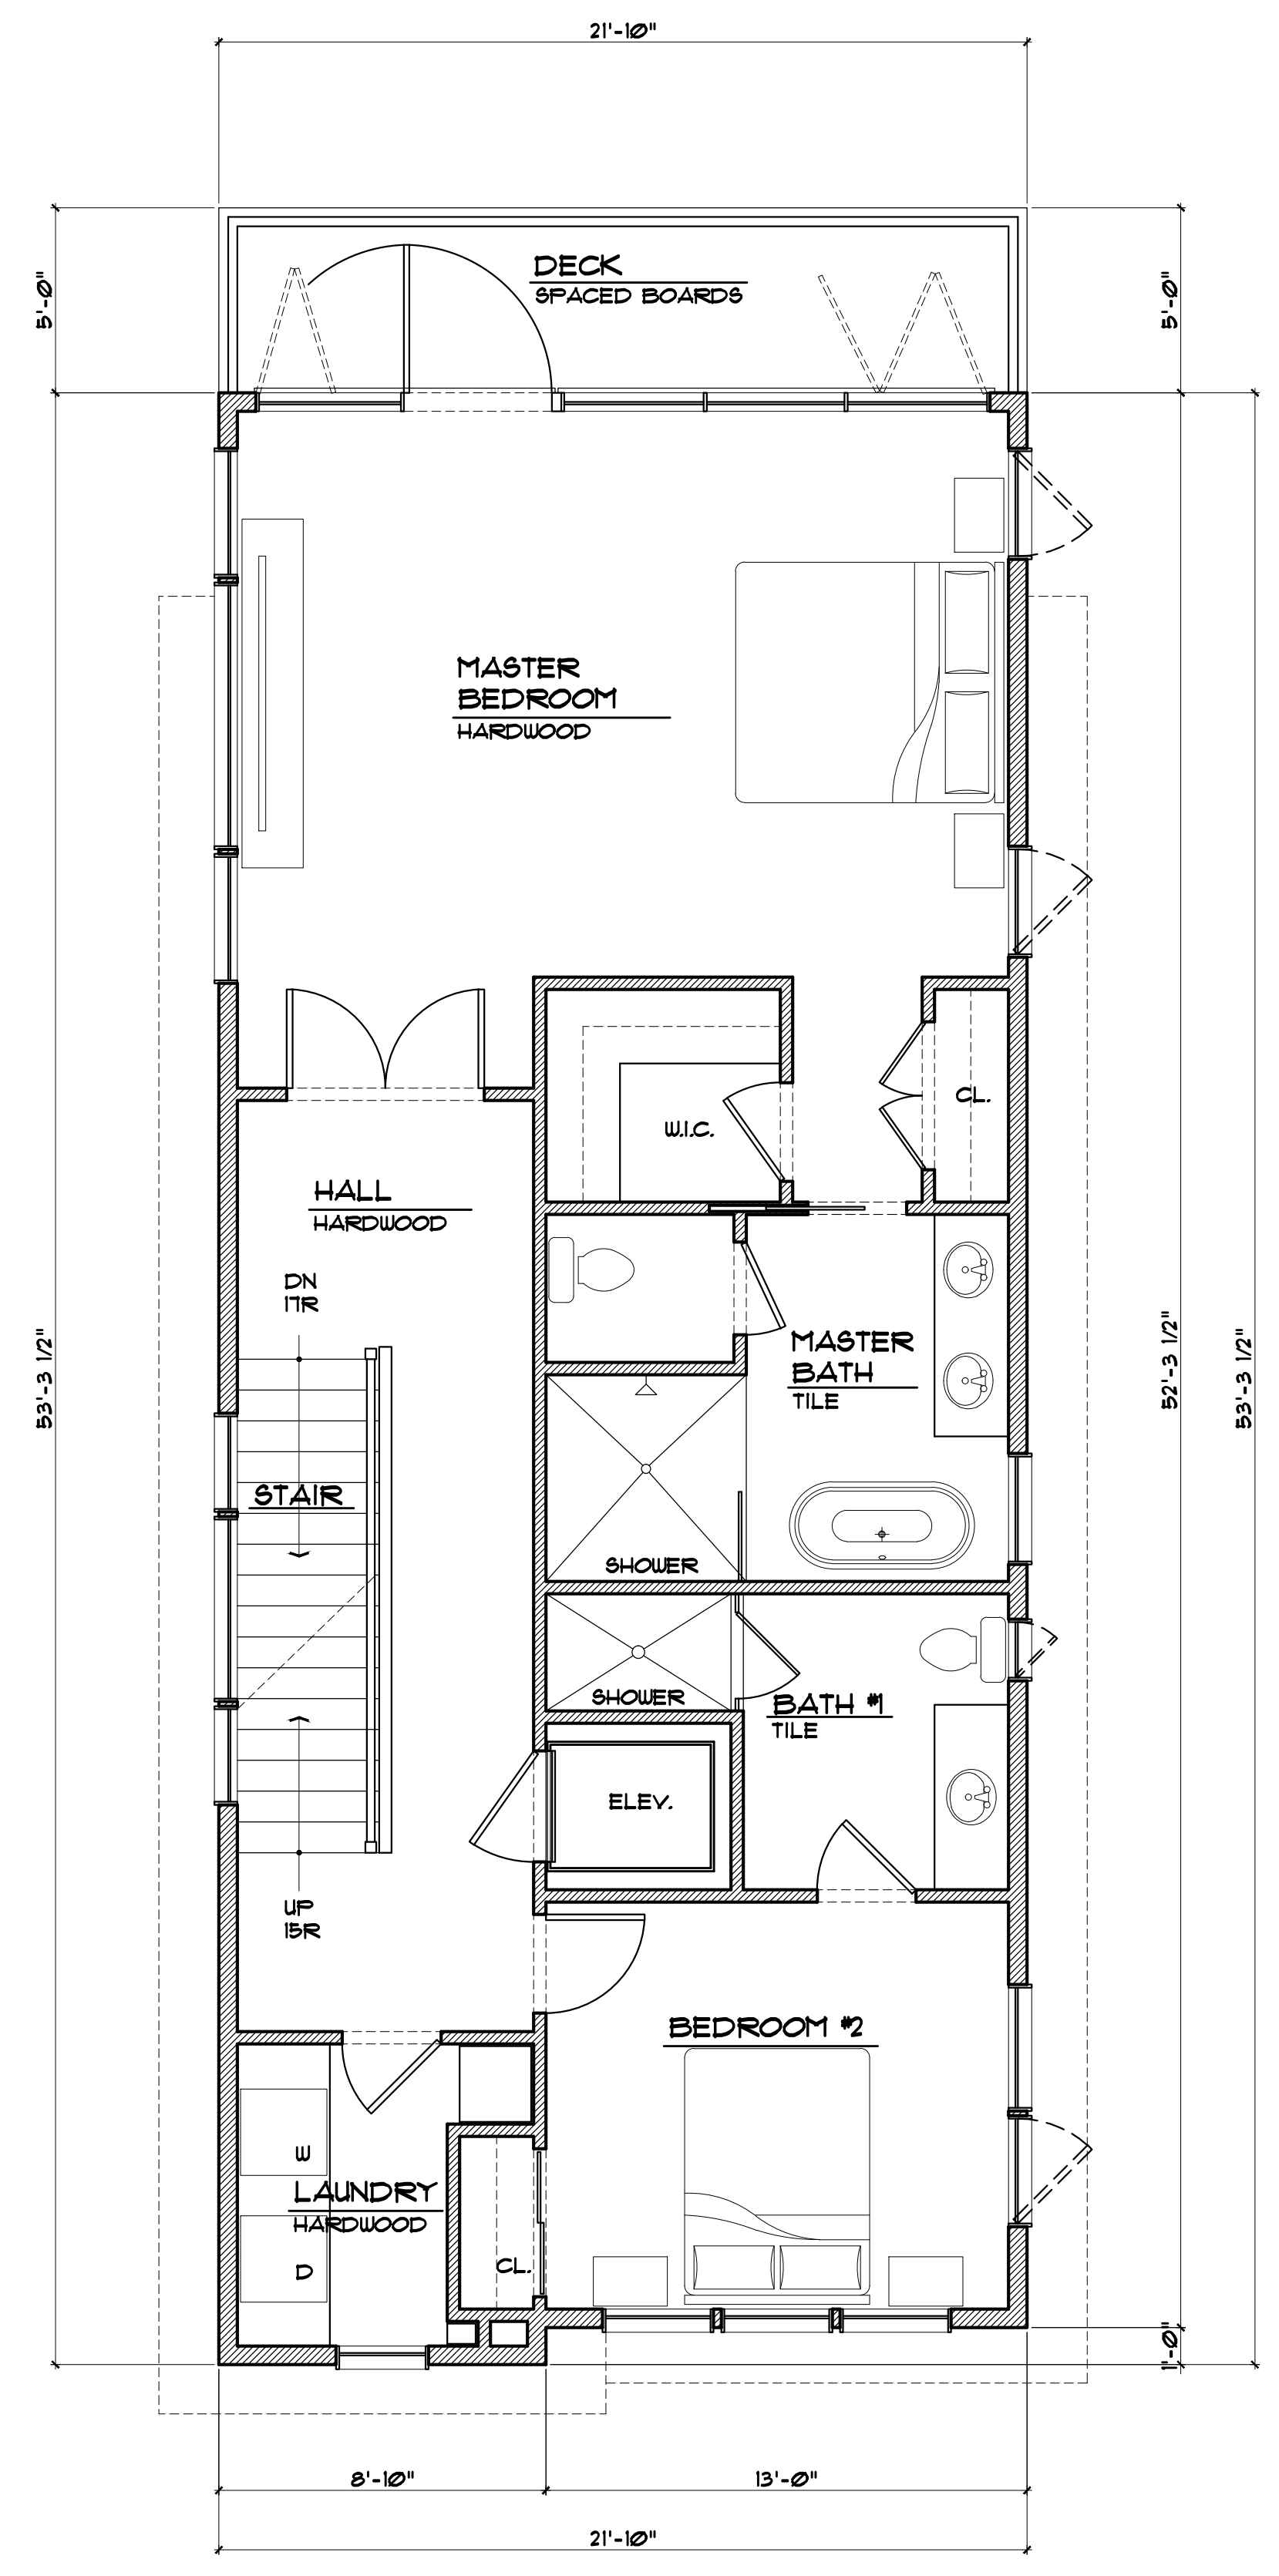 21'-10"
5'-0"
5'-0"
DECK
SPACED BOARDS
MASTER
BEDROOM
HARDWOOD
CL.
W.I.C.
HALL
HARDWOOD
DN
17R
MASTER
BATH
TILE
53'-3 1/2"
52'-3 1/2"
53'-3 1/2"
STAIR
SHOWER
SHOWER
BATH #1
TILE
ELEV.
UP
15R
BEDROOM #2
W
LAUNDRY
HARDWOOD
D
CL.
1'-0"
8'-10"
13'-0"
21'-10"